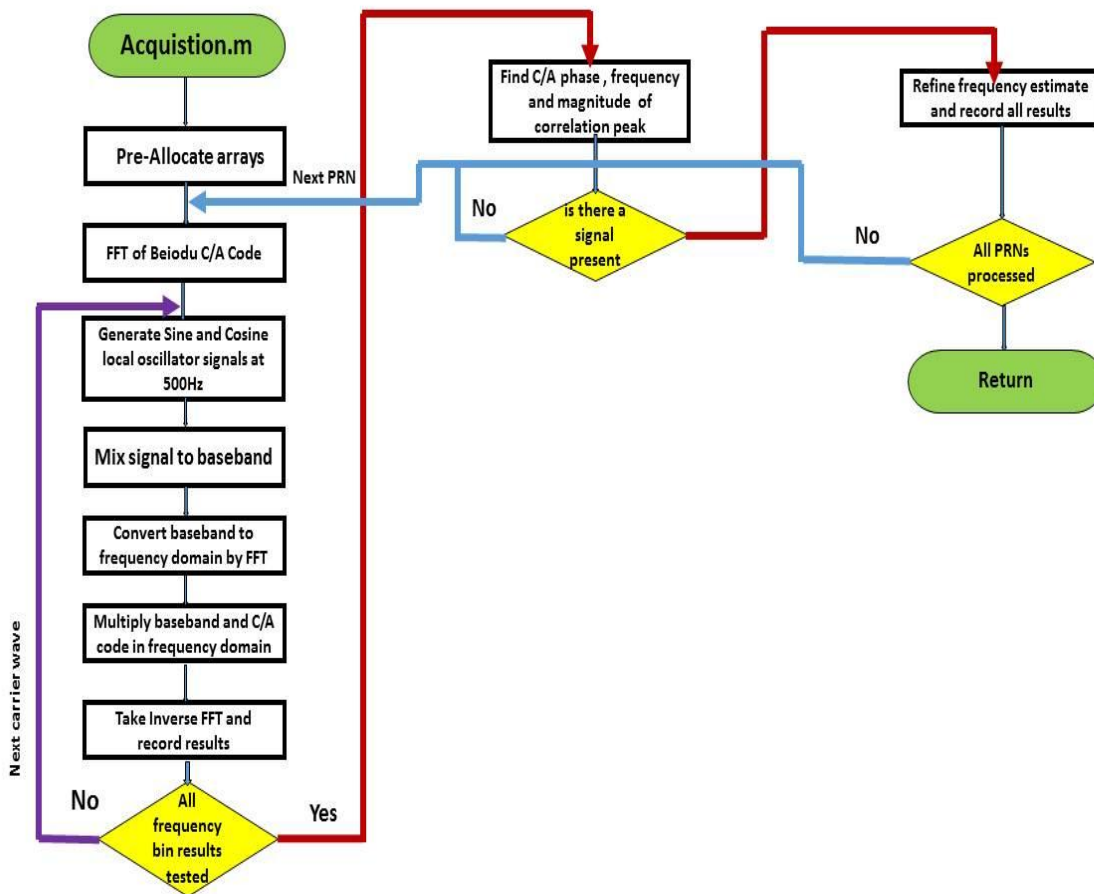 Acquistion.m
Pre-Allocate arrays
Next PRN
FFT of Beiodu C/A Code
Generate Sine and Cosine
local oscillator signals at
500Hz
Mix signal to baseband
Convert baseband to
frequency domain by FFT
Multiply baseband and C/A
code in frequency domain
Take Inverse FFT and
record results
All
frequency
bin results
tested
No
Next carrier wave
Yes
Find C/A phase , frequency
and magnitude of
correlation peak
is there a
signal
present
No
Refine frequency estimate
and record all results
All PRNs
processed
No
Return